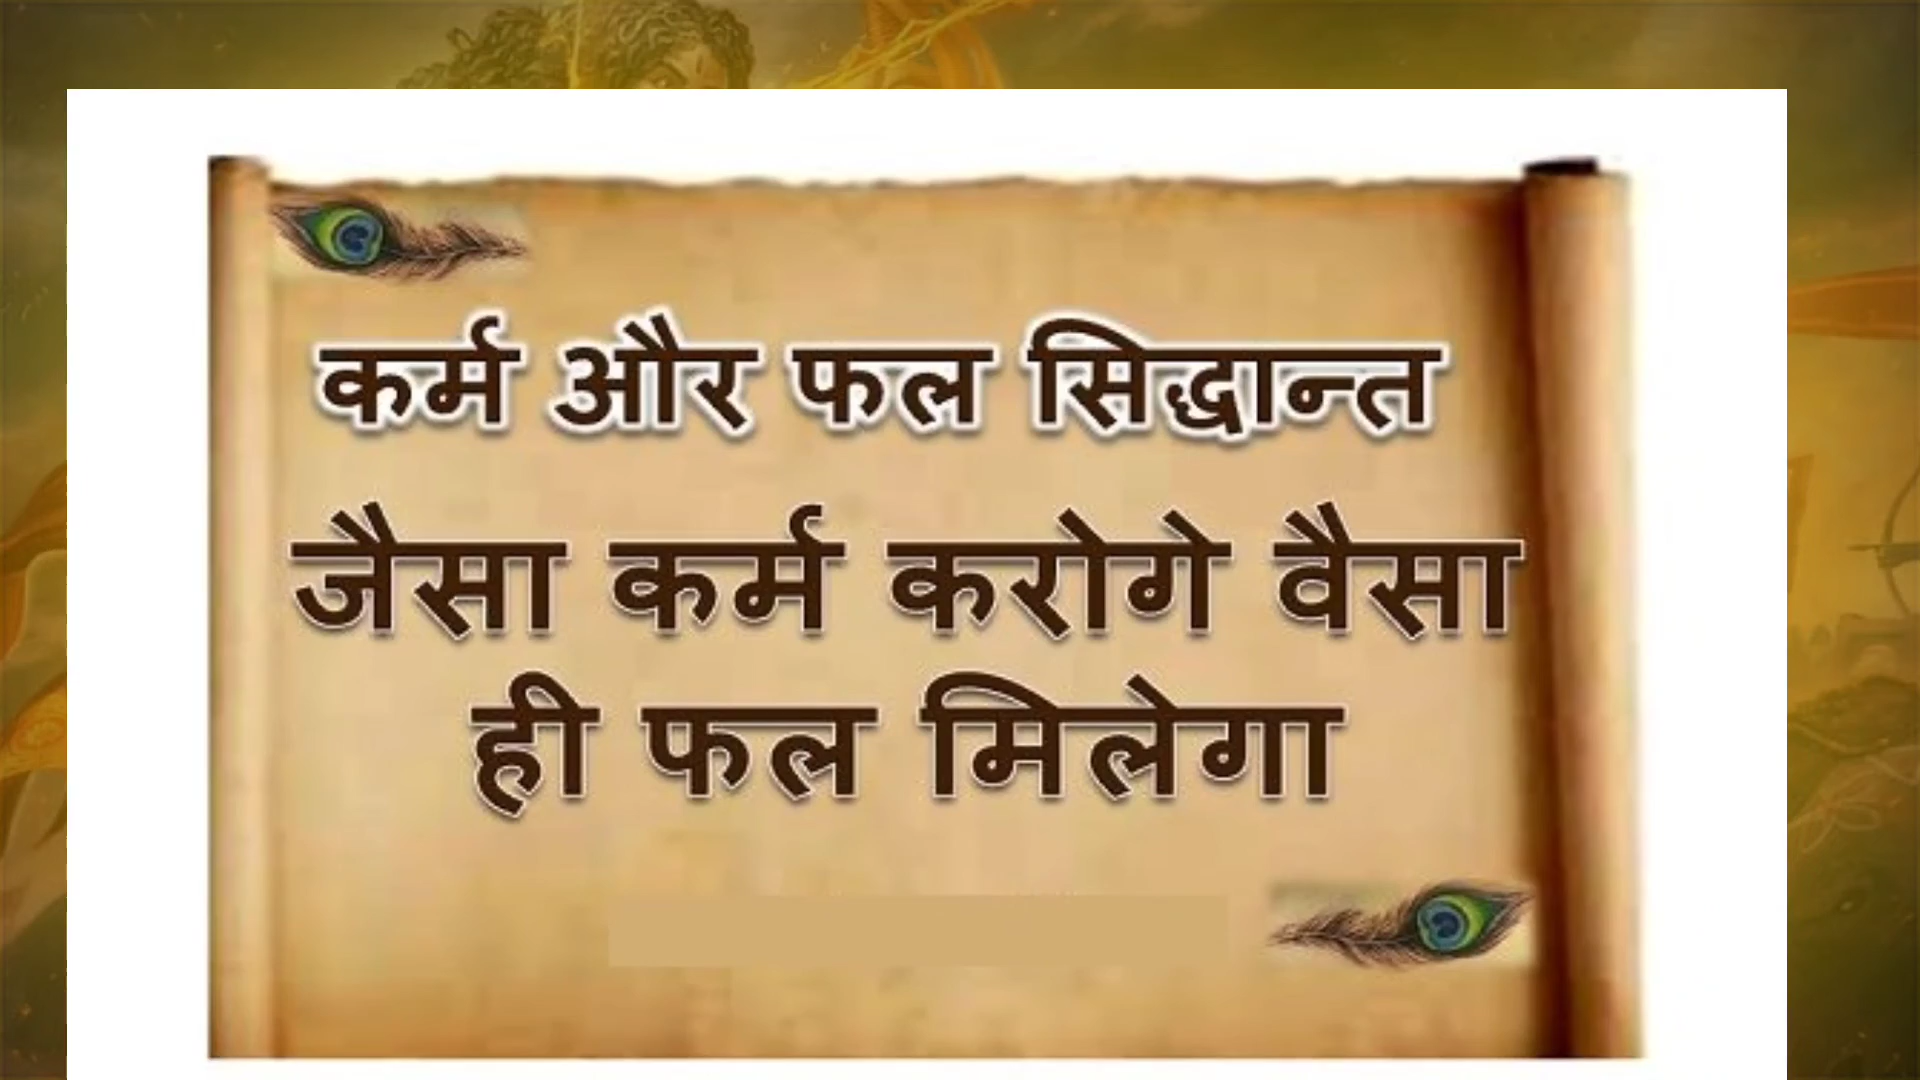 कर्म और फल सिद्धान्त
जैसा कर्म करोगे वैसा
ही फल मिलेगा